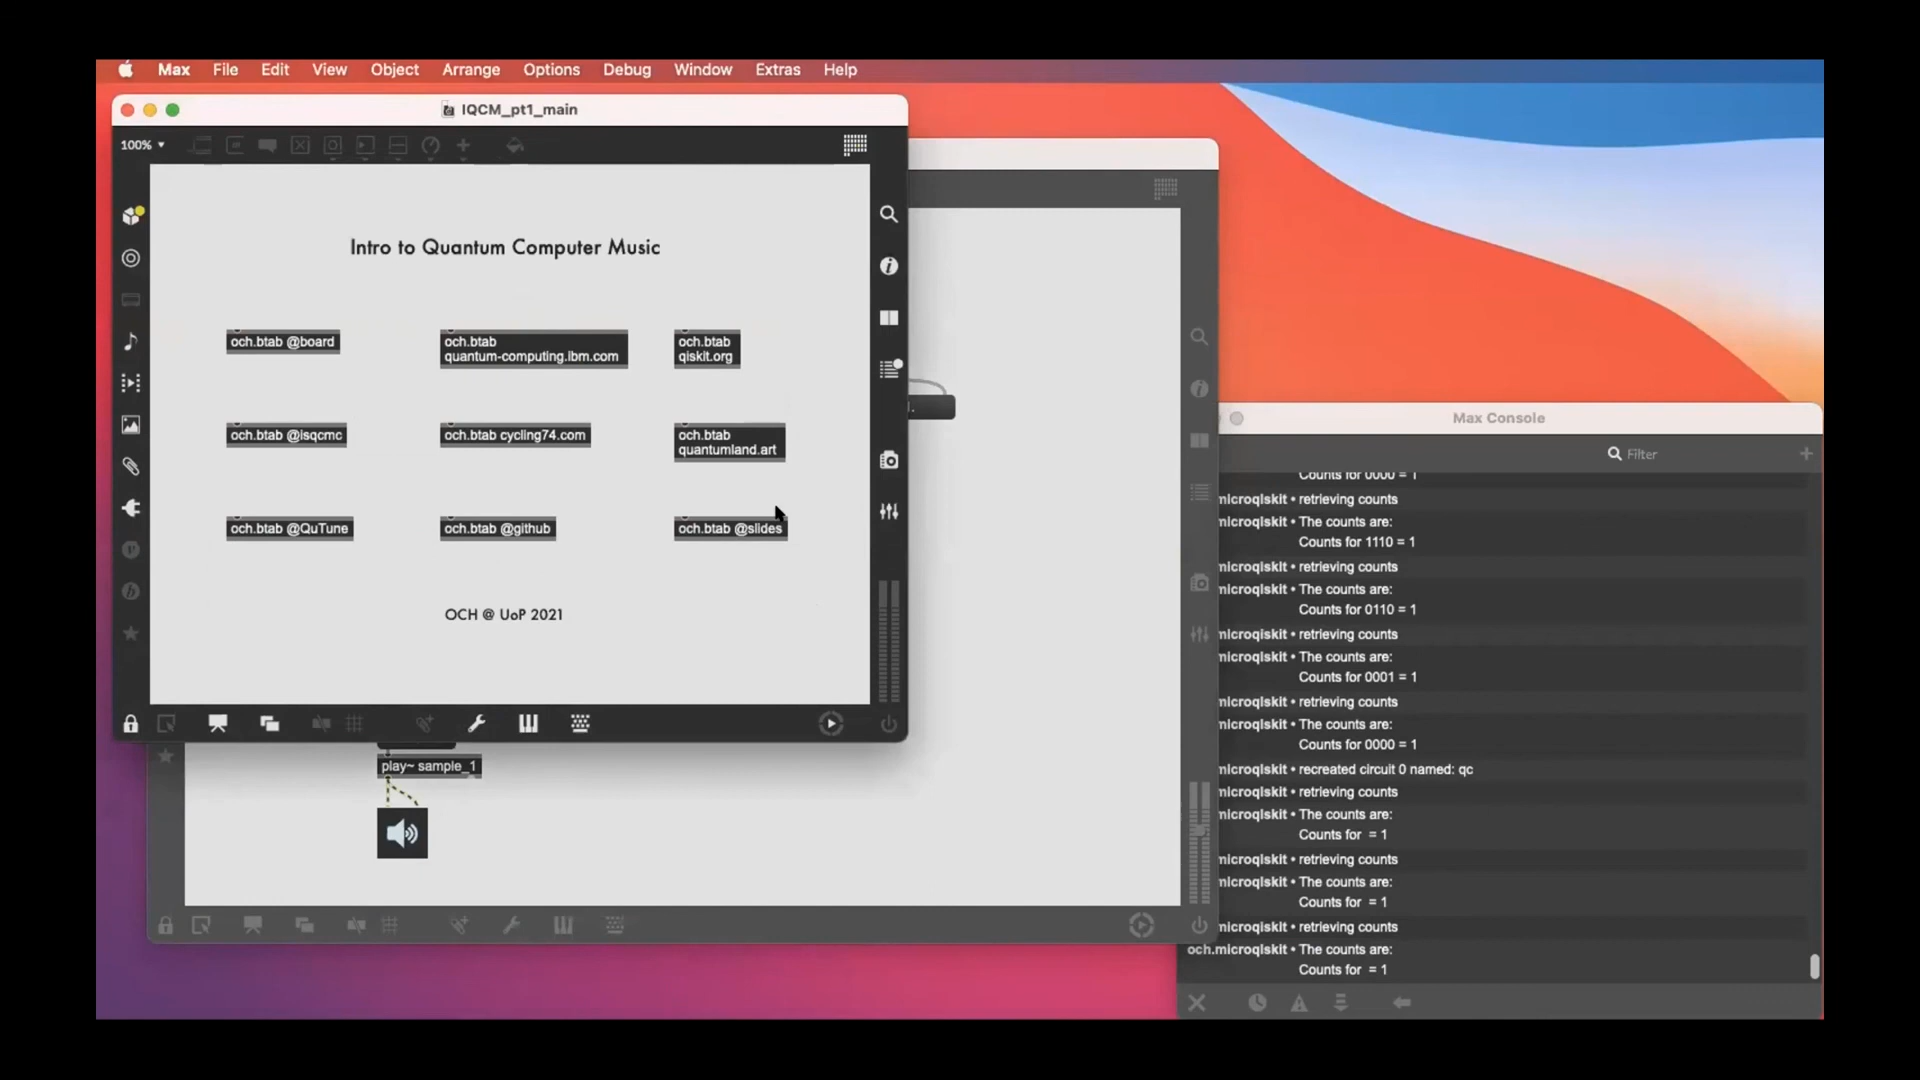 Max File Edit View Object Arrange Options Debug Window Extras Help
IQCM_pt1_main
100%
Intro to Quantum Computer Music
och.btab @board
och.btab
quantum-computing.ibm.com
och.btab
qiskit.org
och.btab @isqcmc
och.btab cycling74.com
och.btab
quantumland.art
och.btab @QuTune
och.btab @github
och.btab @slides
OCH @ UoP 2021
play~ sample_1
Max Console
Filter
Counts for 0000 = 1
microqiskit • retrieving counts
microqiskit • The counts are:
Counts for 1110 = 1
microqiskit • retrieving counts
microqiskit • The counts are:
Counts for 0110 = 1
microqiskit • retrieving counts
microqiskit • The counts are:
Counts for 0001 = 1
microqiskit • retrieving counts
microqiskit • The counts are:
Counts for 0000 = 1
microqiskit • recreated circuit 0 named: qc
microqiskit • retrieving counts
microqiskit • The counts are:
Counts for = 1
microqiskit • retrieving counts
microqiskit • The counts are:
Counts for = 1
microqiskit • retrieving counts
och.microqiskit • The counts are:
Counts for = 1